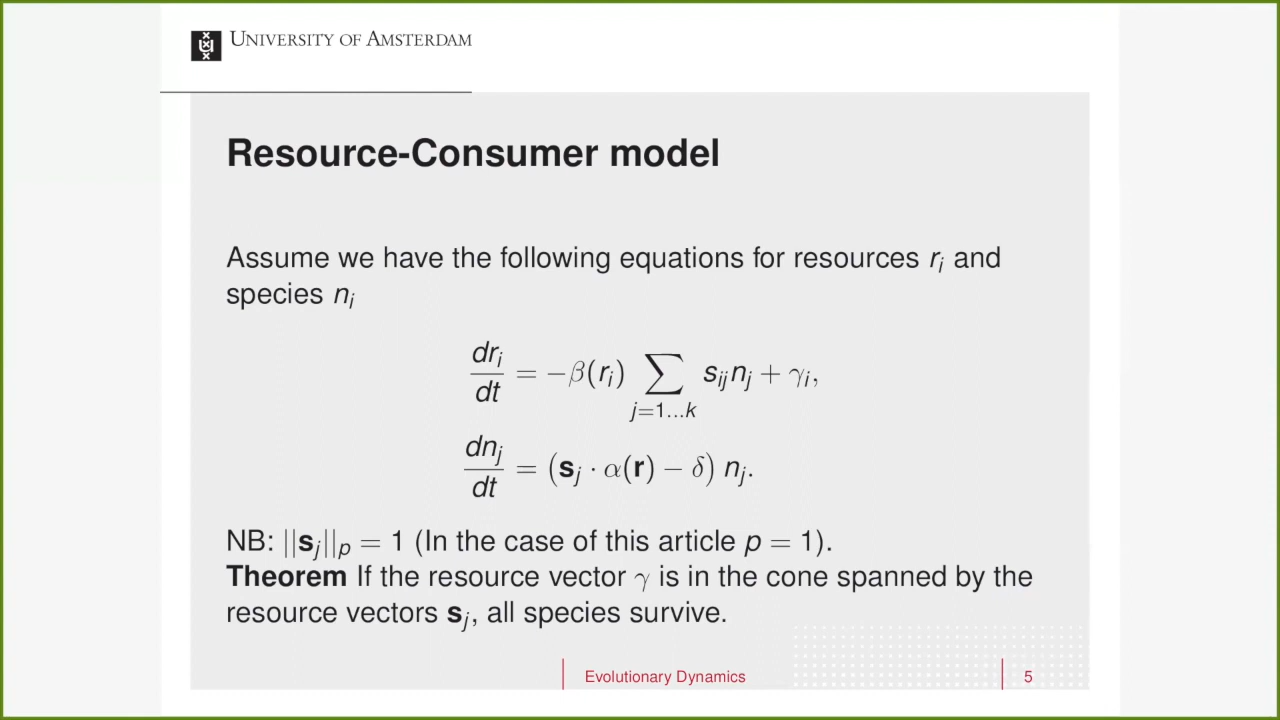 UNIVERSITY OF AMSTERDAM
Resource-Consumer model
Assume we have the following equations for resources r_i and
species n_i
dr_i/dt = −β(r_i) ∑_{j=1...k} s_{ij} n_j + γ_i,
dn_j/dt = (s_j · α(r) − δ) n_j.
NB: ||s_j||_p = 1 (In the case of this article p = 1).
Theorem If the resource vector γ is in the cone spanned by the
resource vectors s_j, all species survive.
Evolutionary Dynamics 5